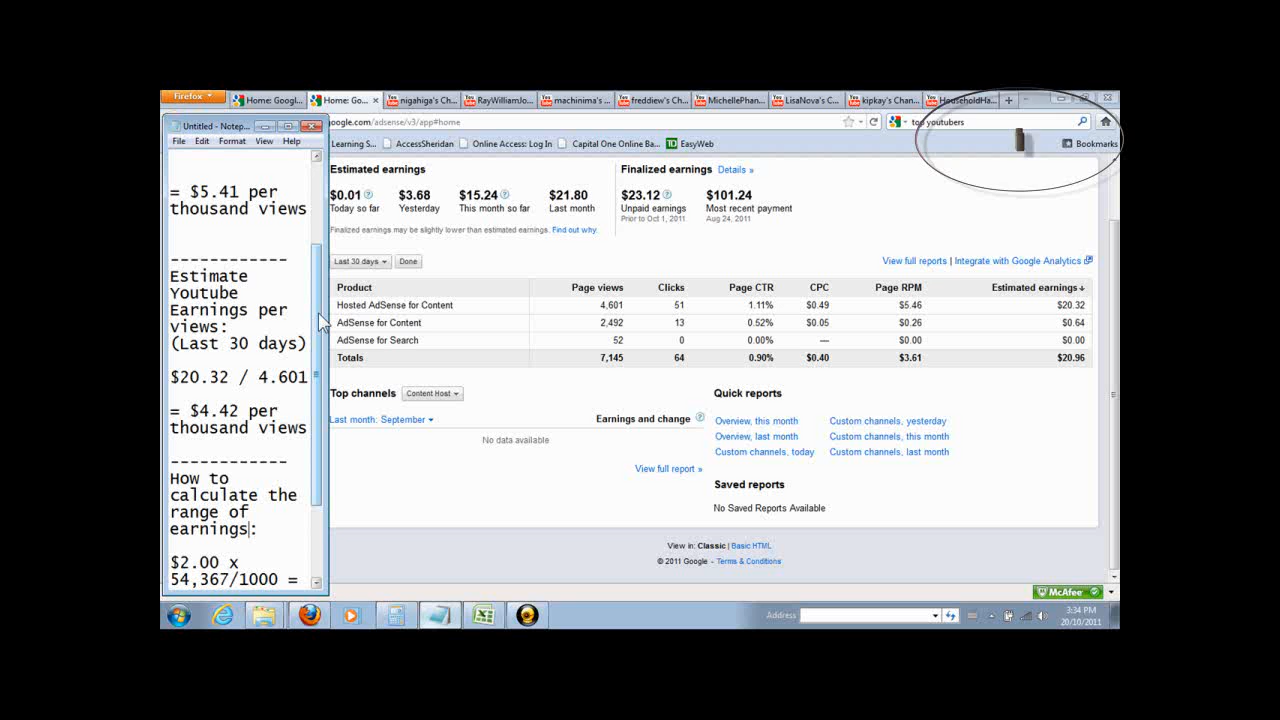 Firefox
Home: Googl...
Home: Go...
nigahiga's Ch...
RayWilliamJo...
machinima's ...
freddiew's Ch...
MichellePhan...
LisaNova's C...
kipkay's Chan...
HouseholdHa...
Untitled - Notep...
google.com/adsense/v3/app#home
top youtubers
File Edit Format View Help
Learning S...
AccessSheridan
Online Access: Log In
Capital One Online Ba...
EasyWeb
Bookmarks
= $5.41 per
thousand views
------------
Estimate
Youtube
Earnings per
views:
(Last 30 days)
$20.32 / 4.601
= $4.42 per
thousand views
------------
How to
calculate the
range of
earnings:
$2.00 x
54,367/1000 =
Estimated earnings
$0.01 $3.68 $15.24 $21.80
Today so far Yesterday This month so far Last month
Finalized earnings Details »
$23.12 $101.24
Unpaid earnings Most recent payment
Prior to Oct 1, 2011 Aug 24, 2011
Finalized earnings may be slightly lower than estimated earnings. Find out why.
Last 30 days Done
View full reports | Integrate with Google Analytics
Product Page views Clicks Page CTR CPC Page RPM Estimated earnings
Hosted AdSense for Content 4,601 51 1.11% $0.49 $5.46 $20.32
AdSense for Content 2,492 13 0.52% $0.05 $0.26 $0.64
AdSense for Search 52 0 0.00% — $0.00 $0.00
Totals 7,145 64 0.90% $0.40 $3.61 $20.96
Top channels Content Host
Last month: September
Earnings and change
No data available
View full report »
Quick reports
Overview, this month Custom channels, yesterday
Overview, last month Custom channels, this month
Custom channels, today Custom channels, last month
Saved reports
No Saved Reports Available
View in: Classic | Basic HTML
© 2011 Google - Terms & Conditions
McAfee
Address
3:34 PM
20/10/2011